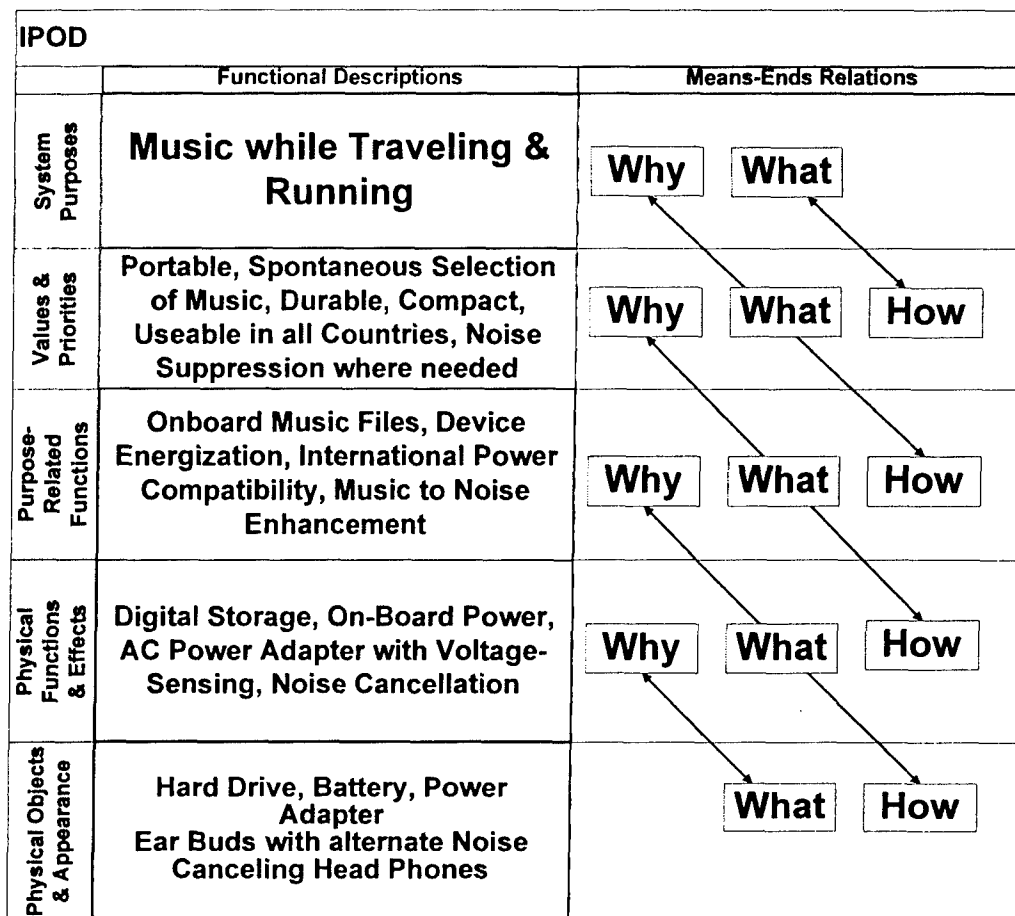 IPOD
Functional Descriptions
Means-Ends Relations
System
Purposes
Music while Traveling &
Running
Why
What
Values &
Priorities
Portable, Spontaneous Selection
of Music, Durable, Compact,
Useable in all Countries, Noise
Suppression where needed
Why
What
How
Purpose-
Related
Functions
Onboard Music Files, Device
Energization, International Power
Compatibility, Music to Noise
Enhancement
Why
What
How
Physical
Functions
& Effects
Digital Storage, On-Board Power,
AC Power Adapter with Voltage-
Sensing, Noise Cancellation
Why
What
How
Physical Objects
& Appearance
Hard Drive, Battery, Power
Adapter
Ear Buds with alternate Noise
Canceling Head Phones
What
How